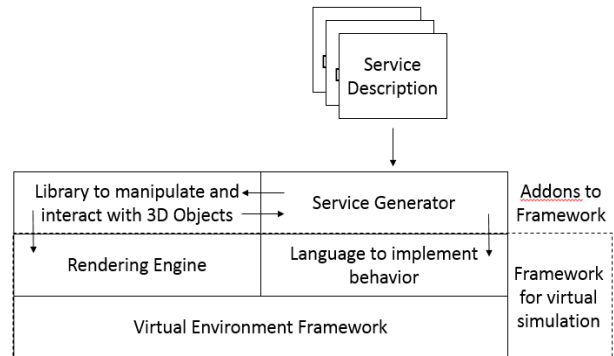 Service
Description
Library to manipulate and
interact with 3D Objects
Service Generator
Addons to
Framework
Rendering Engine
Language to implement
behavior
Framework
for virtual
simulation
Virtual Environment Framework